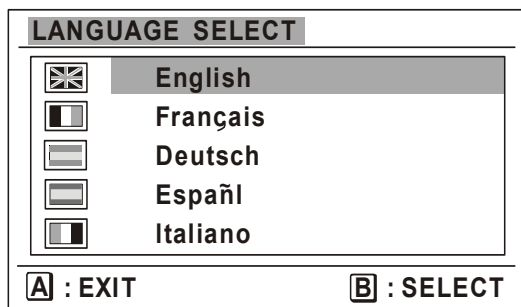 LANGUAGE SELECT
English
Français
Deutsch
Españl
Italiano
A : EXIT B : SELECT